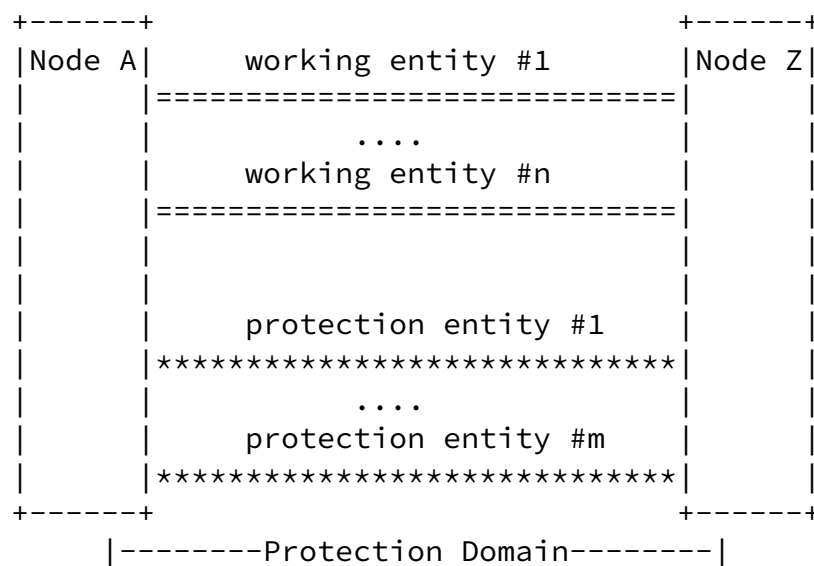 +------+                              +------+
|Node A|     working entity #1        |Node Z|
|      |=============================|      |
|      |           ....              |      |
|      |     working entity #n       |      |
|      |=============================|      |
|      |                             |      |
|      |                             |      |
|      |     protection entity #1    |      |
|      |*****************************|      |
|      |           ....              |      |
|      |     protection entity #m    |      |
|      |*****************************|      |
+------+                              +------+
     |--------Protection Domain--------|